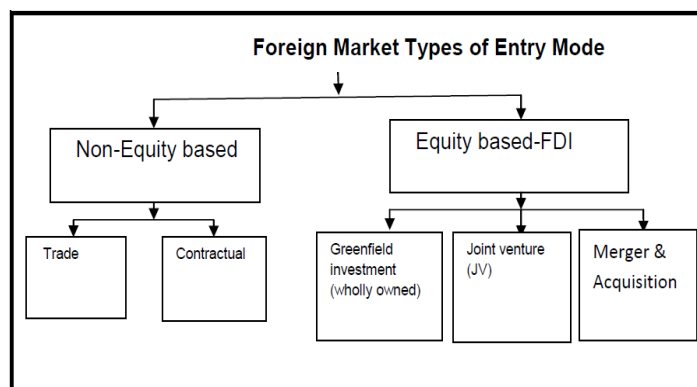 Foreign Market Types of Entry Mode
Non-Equity based
Equity based-FDI
Trade
Contractual
Greenfield
investment
(wholly owned)
Joint venture
(JV)
Merger &
Acquisition